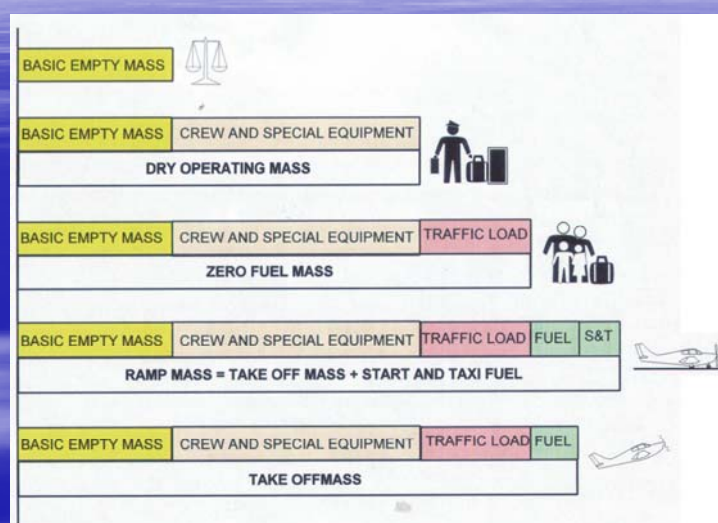 BASIC EMPTY MASS
BASIC EMPTY MASS CREW AND SPECIAL EQUIPMENT
DRY OPERATING MASS
BASIC EMPTY MASS CREW AND SPECIAL EQUIPMENT TRAFFIC LOAD
ZERO FUEL MASS
BASIC EMPTY MASS CREW AND SPECIAL EQUIPMENT TRAFFIC LOAD FUEL S&T
RAMP MASS = TAKE OFF MASS + START AND TAXI FUEL
BASIC EMPTY MASS CREW AND SPECIAL EQUIPMENT TRAFFIC LOAD FUEL
TAKE OFFMASS